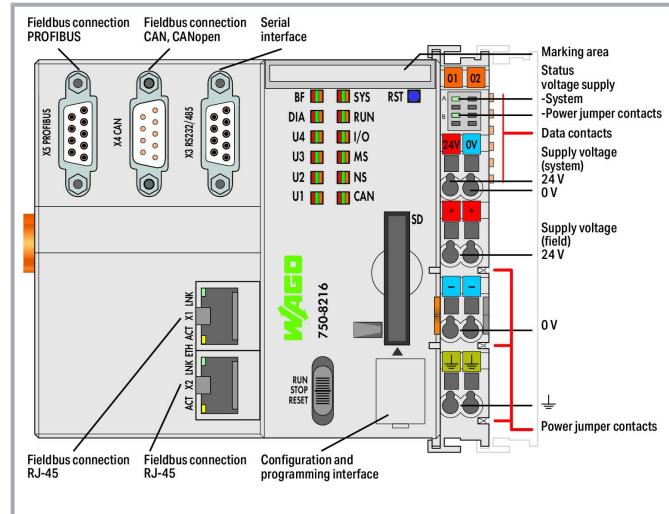 Fieldbus connection
PROFIBUS
Fieldbus connection
CAN, CANopen
Serial
interface
X5 PROFIBUS
X4 CAN
X3 RS232/485
BF
SYS
RST
DIA
RUN
U4
I/O
U3
MS
U2
NS
U1
CAN
SD
WAGO
750-8216
RUN
STOP
RESET
ACT X1 LNK
ETH
ACT X2 LNK
01 02
A
B
24V 0V
+ +
− −
Marking area
Status
voltage supply
-System
-Power jumper contacts
Data contacts
Supply voltage
(system)
24 V
0 V
Supply voltage
(field)
24 V
0 V
Power jumper contacts
Fieldbus connection
RJ-45
Fieldbus connection
RJ-45
Configuration and
programming interface